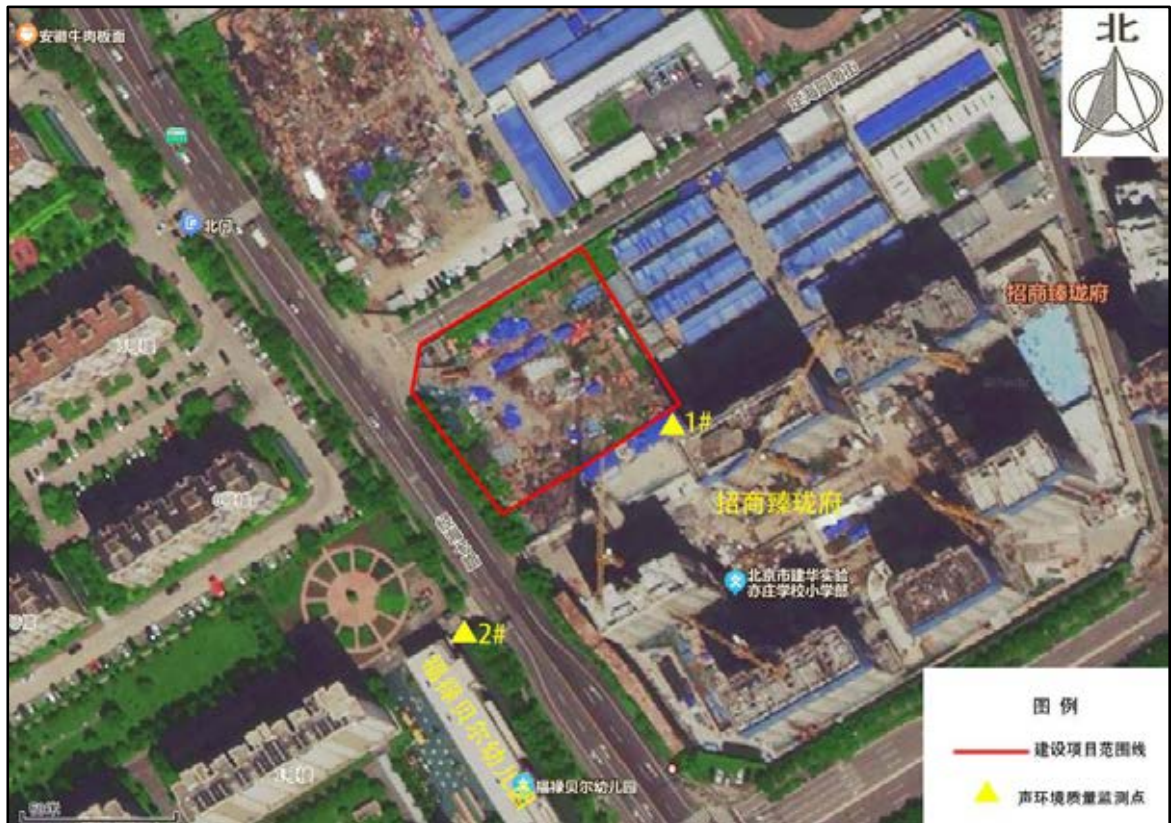 安徽牛肉板面
北
北门
招商臻珑府
1#
招商臻珑府
北京市建华实验
亦庄学校小学部
2#
福禄贝尔幼儿园
福禄贝尔幼儿园
50米
图 例
建设项目范围线
声环境质量监测点